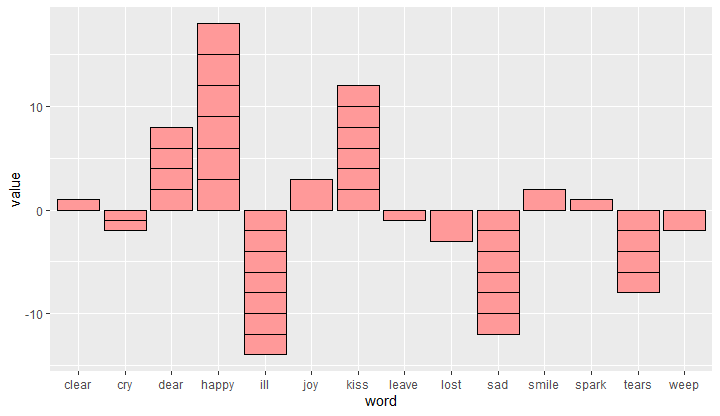 value
10
0
-10
clear cry dear happy ill joy kiss leave lost sad smile spark tears weep
word